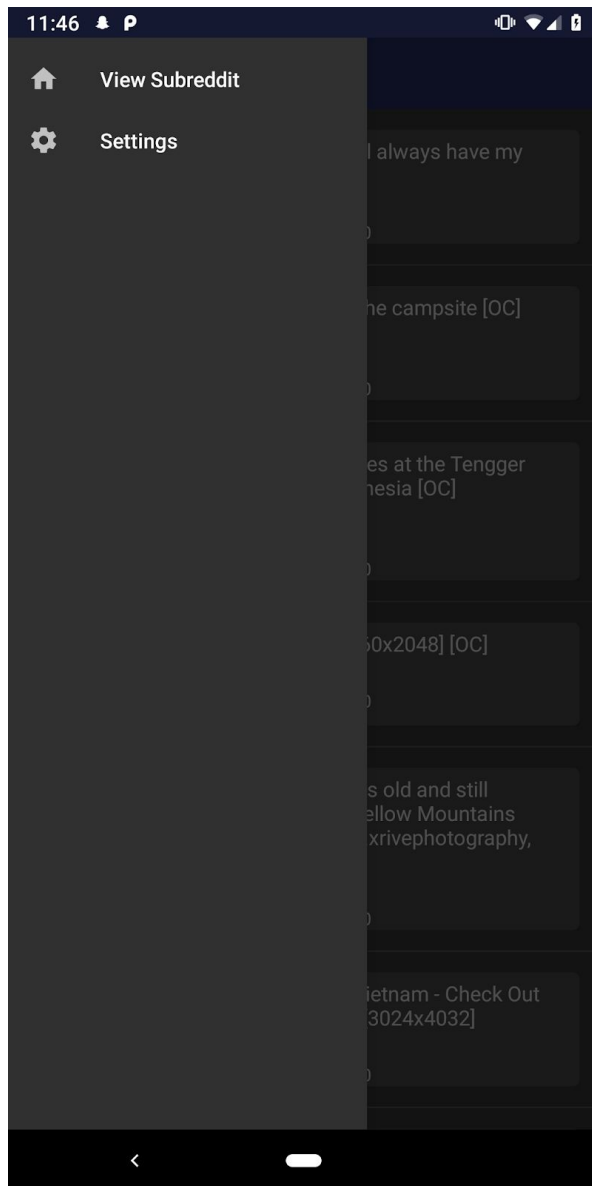 11:46
View Subreddit
Settings
I always have my
he campsite [OC]
es at the Tengger
nesia [OC]
60x2048] [OC]
s old and still
ellow Mountains
xrivephotography,
ietnam - Check Out
3024x4032]